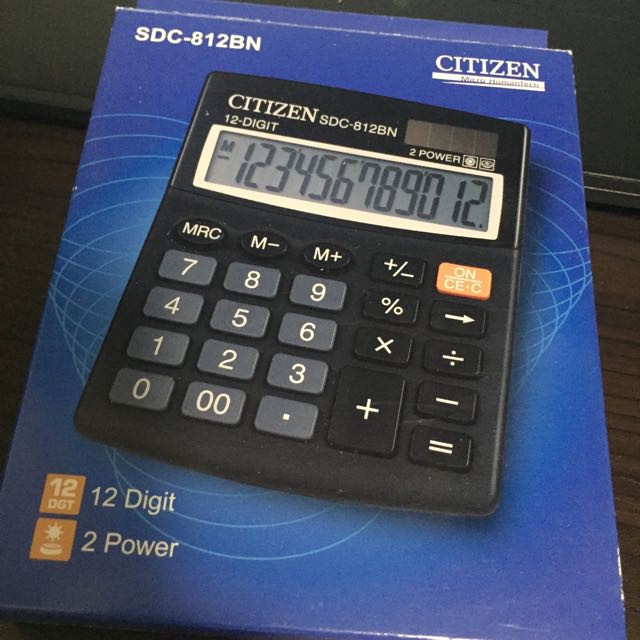 SDC-812BN
CITIZEN
Micro HumanTech
CITIZEN SDC-812BN
12-DIGIT
2 POWER
M
- 123456789012.
MRC M- M+ +/- ON
CE·C
7 8 9 % →
4 5 6 × ÷
1 2 3 + -
0 00 . =
12
DGT
12 Digit
2 Power